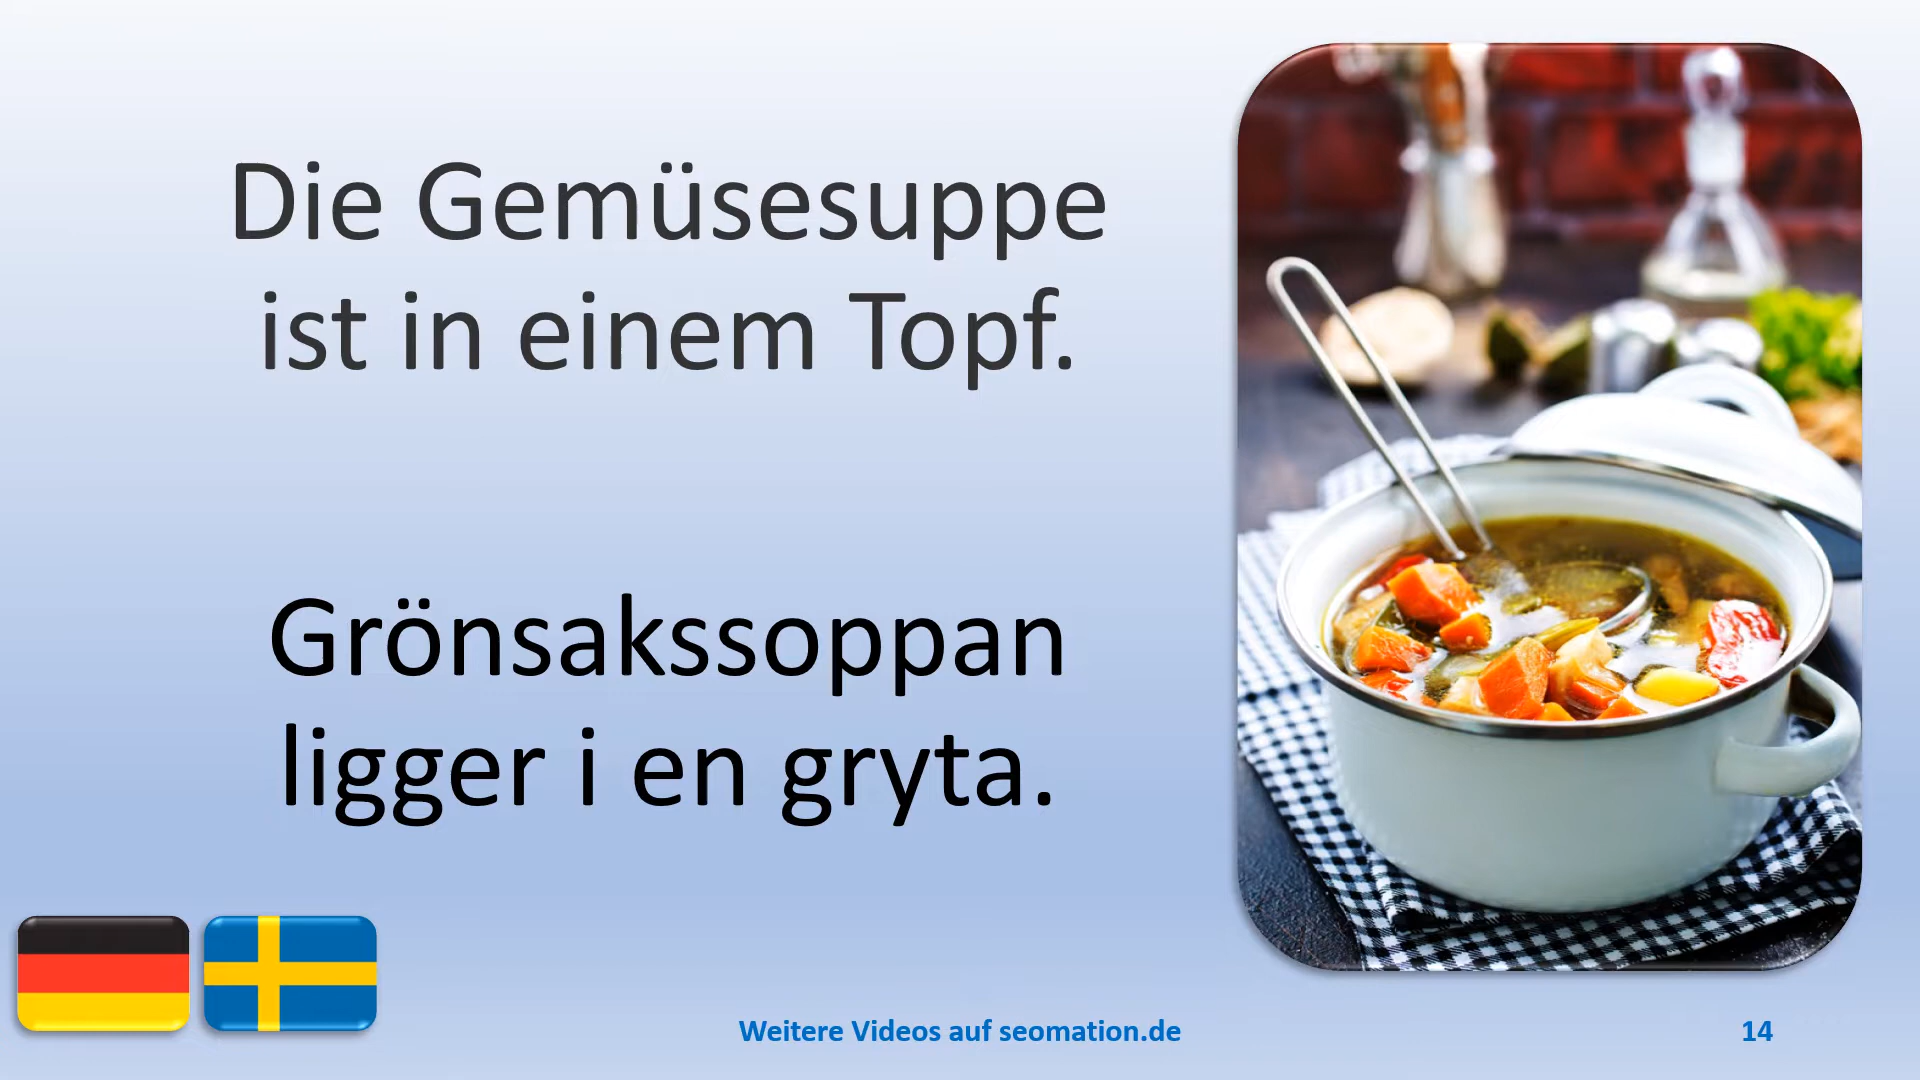 Die Gemüsesuppe
ist in einem Topf.
Grönsakssoppan
ligger i en gryta.
Weitere Videos auf seomation.de
14